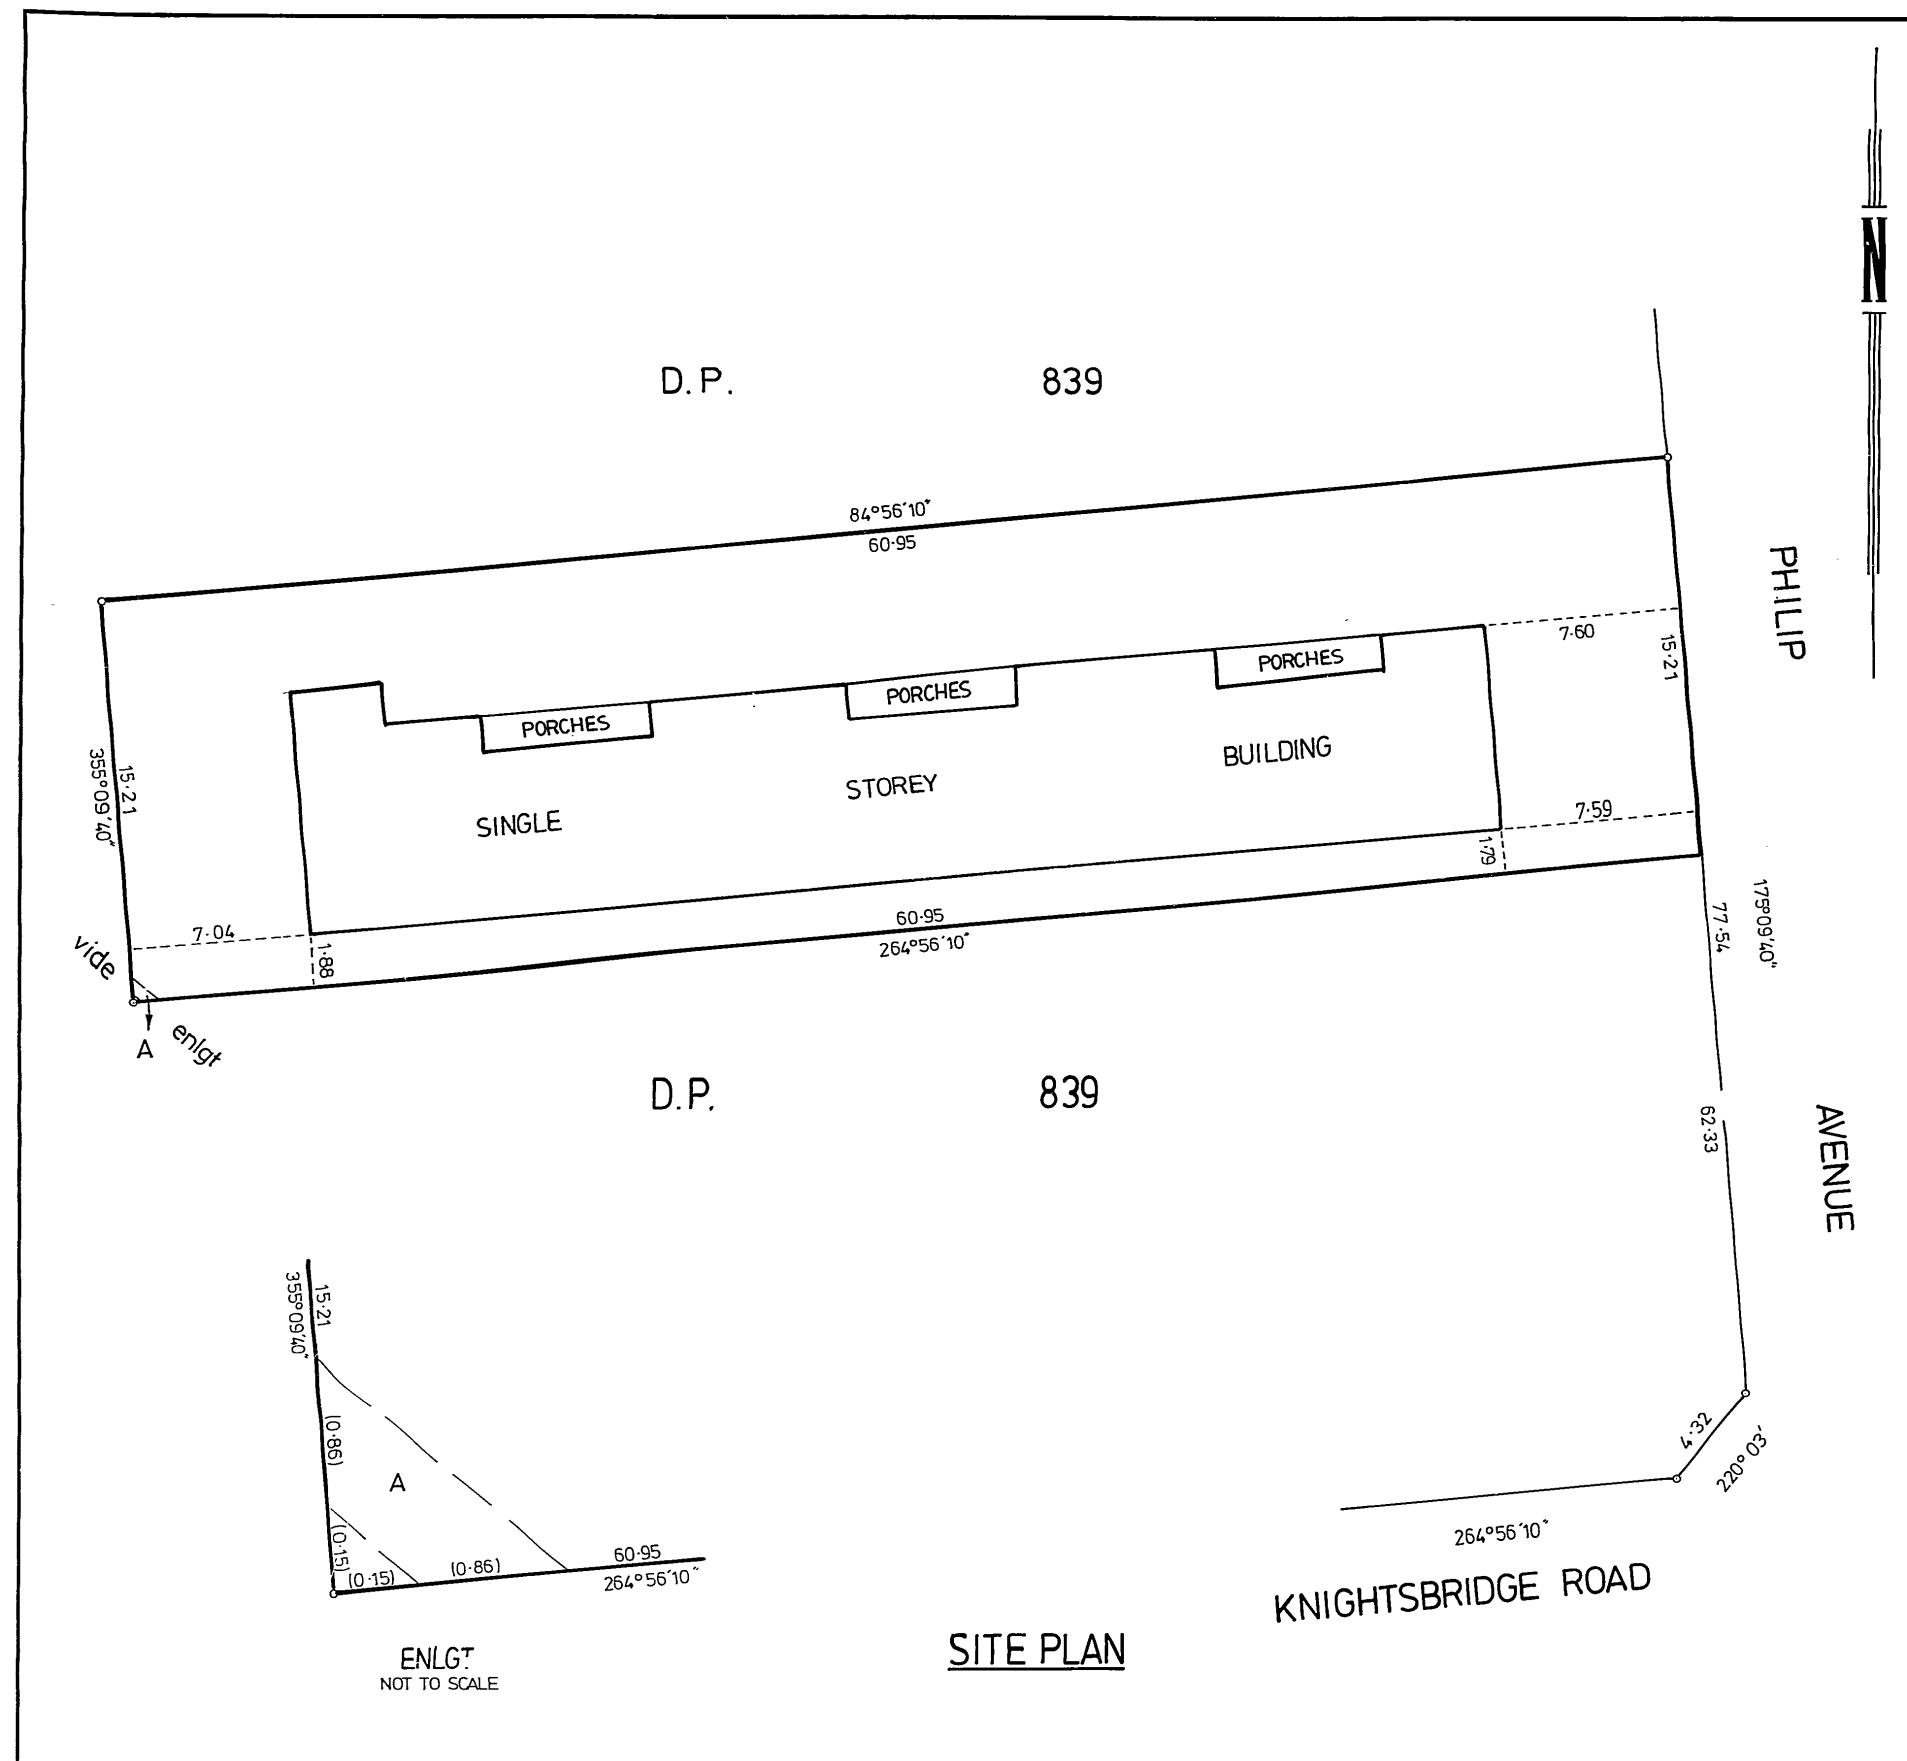 N
D.P. 839
84°56′10″
60·95
PHILIP
7·60
15·21
PORCHES
PORCHES
PORCHES
BUILDING
STOREY
SINGLE
15·21
355°09′40″
7·59
1·79
60·95
264°56′10″
7·04
1·88
vide
enlgt
A
77·54
175°09′40″
D.P. 839
62·33
AVENUE
15·21
355°09′40″
(0·86)
A
(0·15)
(0·15)
(0·86)
60·95
264°56′10″
4·32
220°03′
264°56′10″
KNIGHTSBRIDGE ROAD
ENLGT
NOT TO SCALE
SITE PLAN